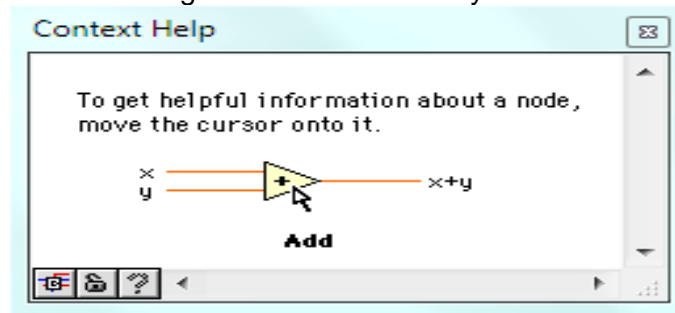 Context Help
To get helpful information about a node,
move the cursor onto it.
x
y
+
x+y
Add
?